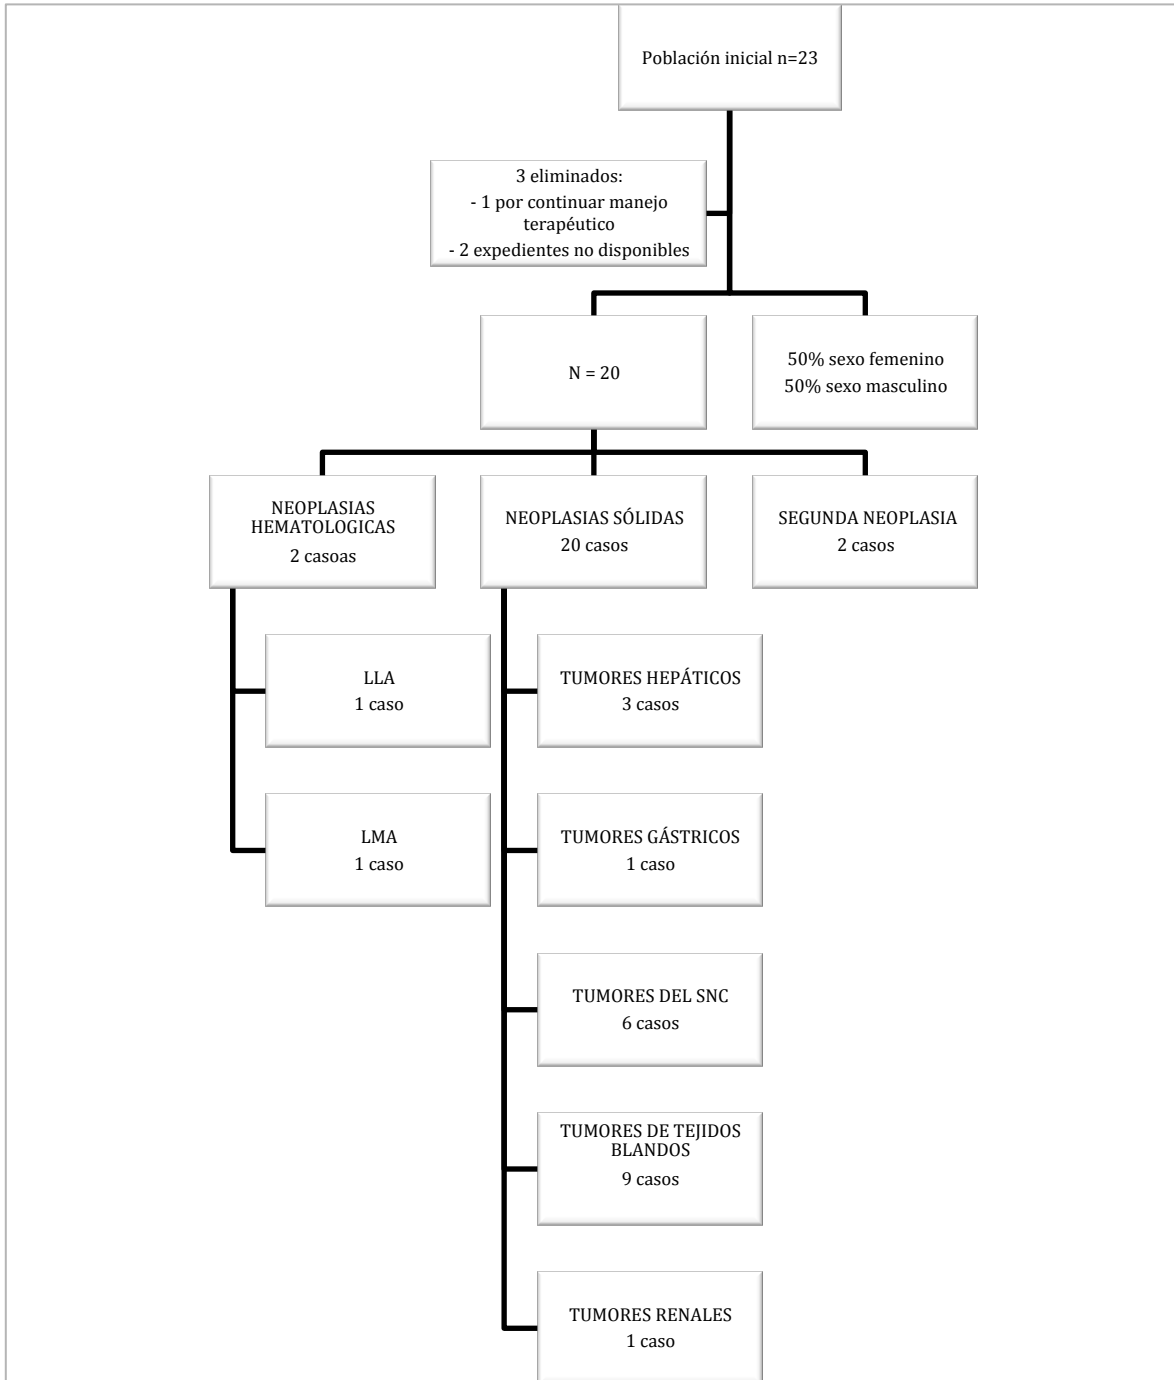 Población inicial n=23
3 eliminados:
- 1 por continuar manejo
terapéutico
- 2 expedientes no disponibles
N = 20
50% sexo femenino
50% sexo masculino
NEOPLASIAS
HEMATOLOGICAS
2 casoas
NEOPLASIAS SÓLIDAS
20 casos
SEGUNDA NEOPLASIA
2 casos
LLA
1 caso
LMA
1 caso
TUMORES HEPÁTICOS
3 casos
TUMORES GÁSTRICOS
1 caso
TUMORES DEL SNC
6 casos
TUMORES DE TEJIDOS
BLANDOS
9 casos
TUMORES RENALES
1 caso